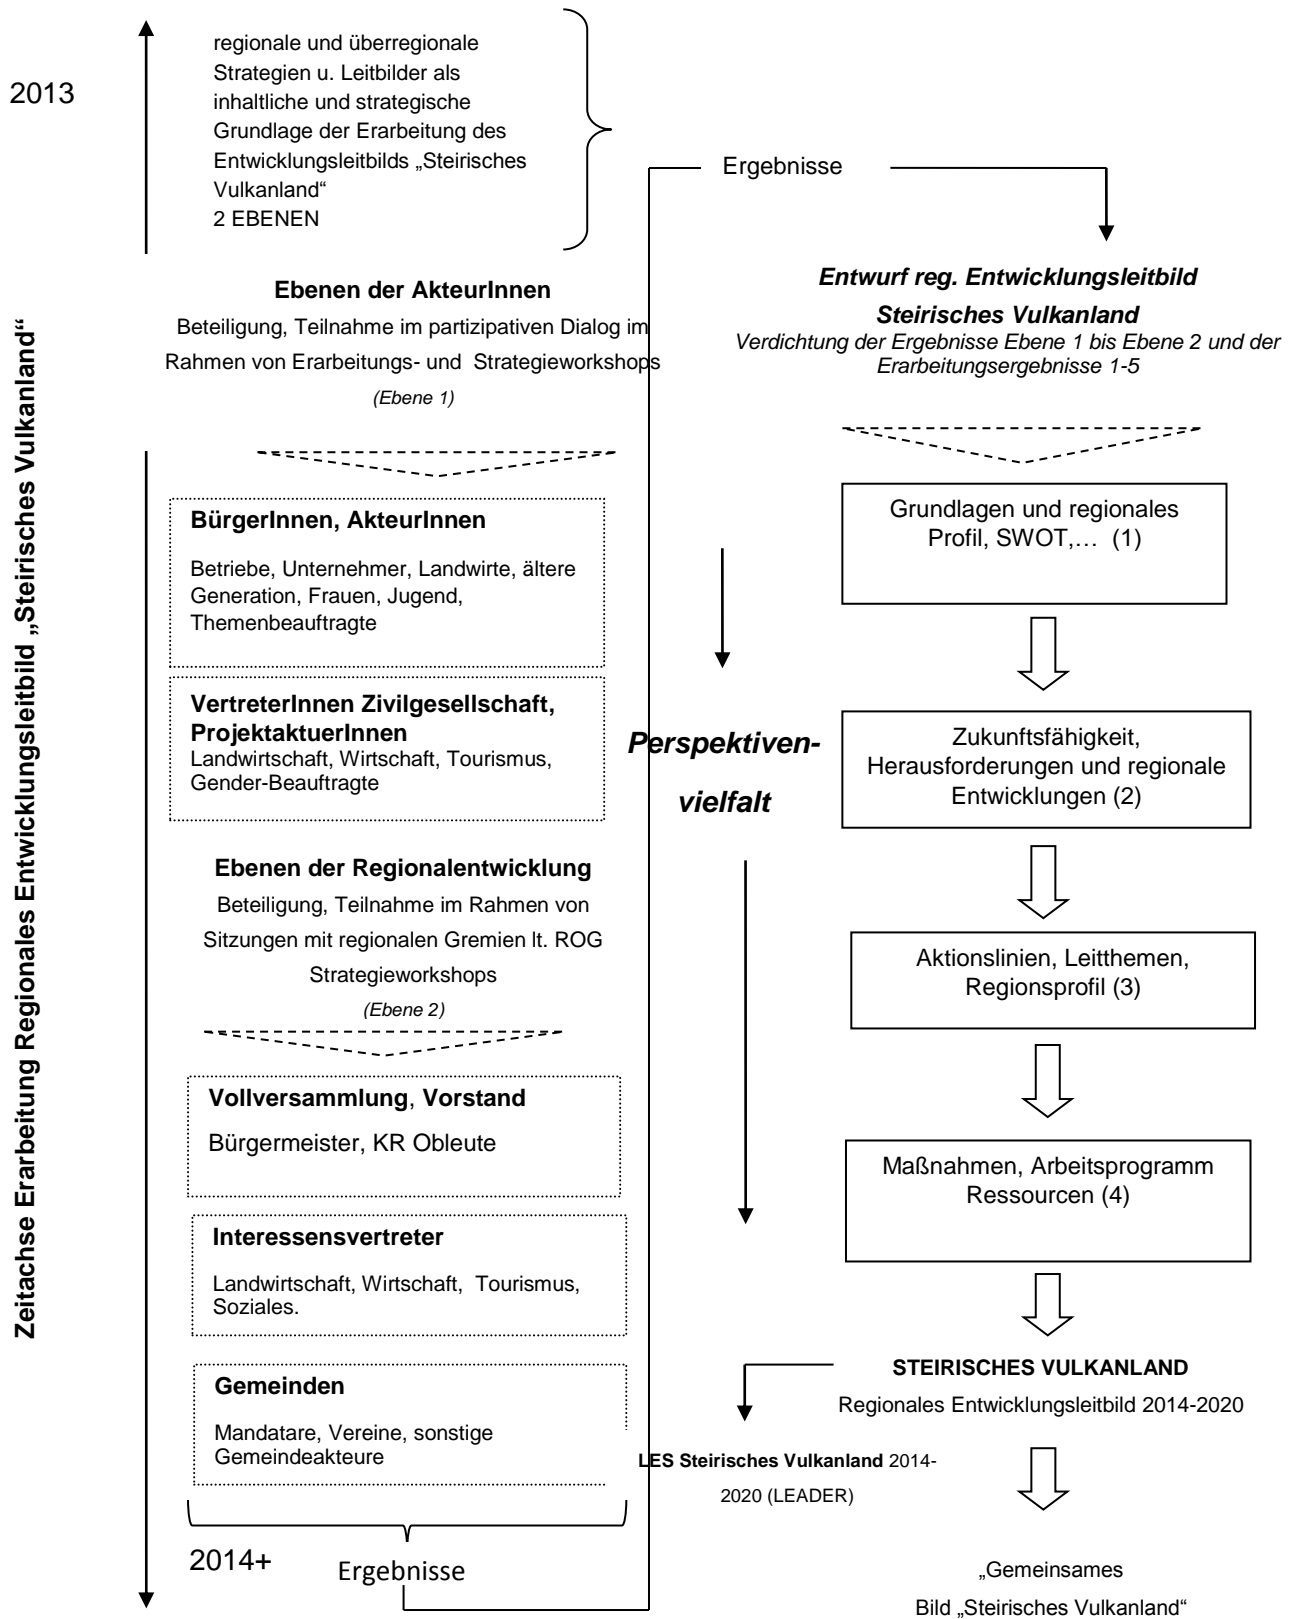 2013
regionale und überregionale
Strategien u. Leitbilder als
inhaltliche und strategische
Grundlage der Erarbeitung des
Entwicklungsleitbilds „Steirisches
Vulkanland“
2 EBENEN
Zeitachse Erarbeitung Regionales Entwicklungsleitbild „Steirisches Vulkanland“
Ebenen der AkteurInnen
Beteiligung, Teilnahme im partizipativen Dialog im
Rahmen von Erarbeitungs- und Strategieworkshops
(Ebene 1)
BürgerInnen, AkteurInnen
Betriebe, Unternehmer, Landwirte, ältere
Generation, Frauen, Jugend,
Themenbeauftragte
VertreterInnen Zivilgesellschaft,
ProjektaktuerInnen
Landwirtschaft, Wirtschaft, Tourismus,
Gender-Beauftragte
Ebenen der Regionalentwicklung
Beteiligung, Teilnahme im Rahmen von
Sitzungen mit regionalen Gremien lt. ROG
Strategieworkshops
(Ebene 2)
Vollversammlung, Vorstand
Bürgermeister, KR Obleute
Interessensvertreter
Landwirtschaft, Wirtschaft, Tourismus,
Soziales.
Gemeinden
Mandatare, Vereine, sonstige
Gemeindeakteure
2014+
Ergebnisse
Perspektiven-
vielfalt
Ergebnisse
Entwurf reg. Entwicklungsleitbild
Steirisches Vulkanland
Verdichtung der Ergebnisse Ebene 1 bis Ebene 2 und der
Erarbeitungsergebnisse 1-5
Grundlagen und regionales
Profil, SWOT,… (1)
Zukunftsfähigkeit,
Herausforderungen und regionale
Entwicklungen (2)
Aktionslinien, Leitthemen,
Regionsprofil (3)
Maßnahmen, Arbeitsprogramm
Ressourcen (4)
STEIRISCHES VULKANLAND
Regionales Entwicklungsleitbild 2014-2020
LES Steirisches Vulkanland 2014-
2020 (LEADER)
„Gemeinsames
Bild „Steirisches Vulkanland“